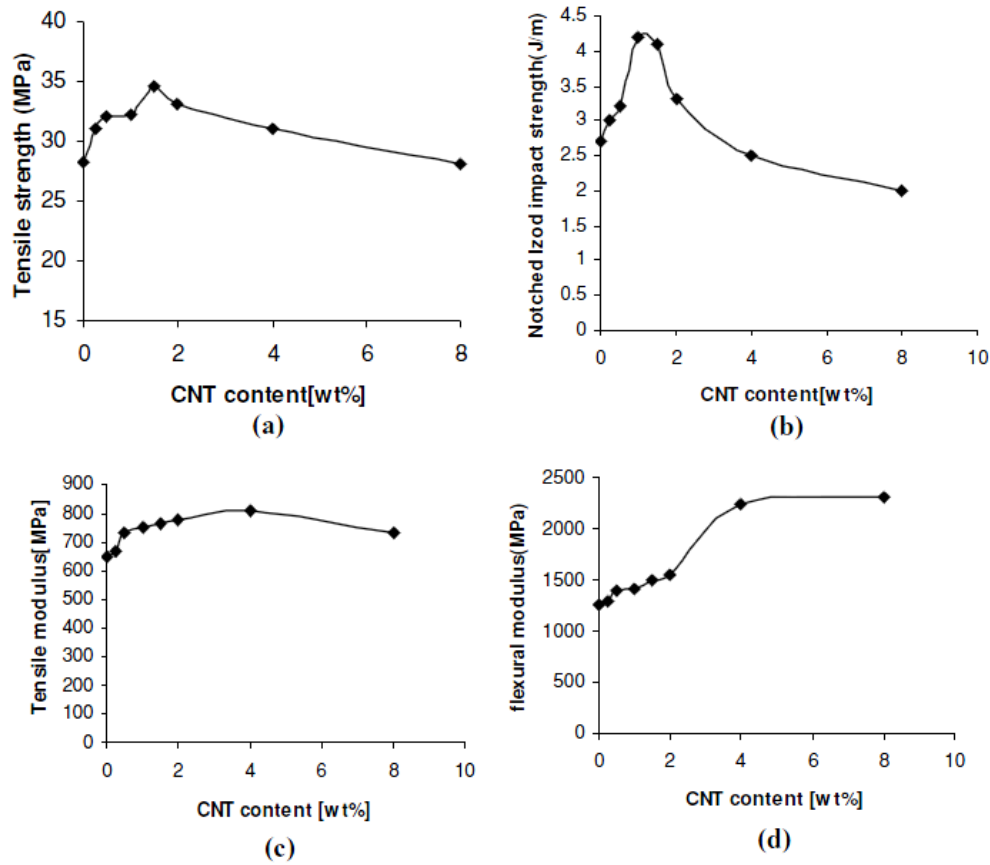 Tensile strength (MPa)
40
35
30
25
20
15
0 2 4 6 8
CNT content[wt%]
(a)
Notched Izod impact strength(J/m)
4.5
4
3.5
3
2.5
2
1.5
1
0.5
0
0 2 4 6 8 10
CNT content[wt%]
(b)
Tensile modulus[MPa]
900
800
700
600
500
400
300
200
100
0
0 2 4 6 8 10
CNT content [wt%]
(c)
flexural modulus(MPa)
2500
2000
1500
1000
500
0
0 2 4 6 8 10
CNT content [wt%]
(d)